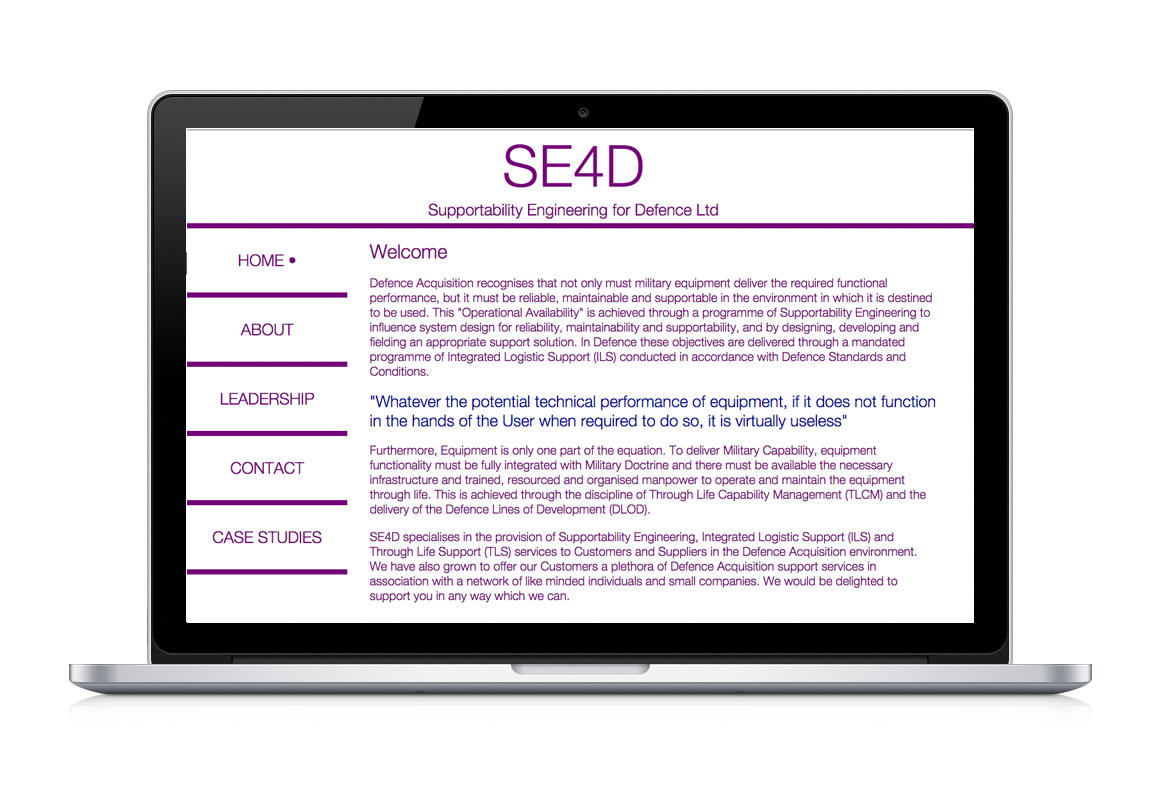 SE4D
Supportability Engineering for Defence Ltd
HOME •
ABOUT
LEADERSHIP
CONTACT
CASE STUDIES
Welcome
Defence Acquisition recognises that not only must military equipment deliver the required functional
performance, but it must be reliable, maintainable and supportable in the environment in which it is destined
to be used. This "Operational Availability" is achieved through a programme of Supportability Engineering to
influence system design for reliability, maintainability and supportability, and by designing, developing and
fielding an appropriate support solution. In Defence these objectives are delivered through a mandated
programme of Integrated Logistic Support (ILS) conducted in accordance with Defence Standards and
Conditions.
"Whatever the potential technical performance of equipment, if it does not function
in the hands of the User when required to do so, it is virtually useless"
Furthermore, Equipment is only one part of the equation. To deliver Military Capability, equipment
functionality must be fully integrated with Military Doctrine and there must be available the necessary
infrastructure and trained, resourced and organised manpower to operate and maintain the equipment
through life. This is achieved through the discipline of Through Life Capability Management (TLCM) and the
delivery of the Defence Lines of Development (DLOD).
SE4D specialises in the provision of Supportability Engineering, Integrated Logistic Support (ILS) and
Through Life Support (TLS) services to Customers and Suppliers in the Defence Acquisition environment.
We have also grown to offer our Customers a plethora of Defence Acquisition support services in
association with a network of like minded individuals and small companies. We would be delighted to
support you in any way which we can.